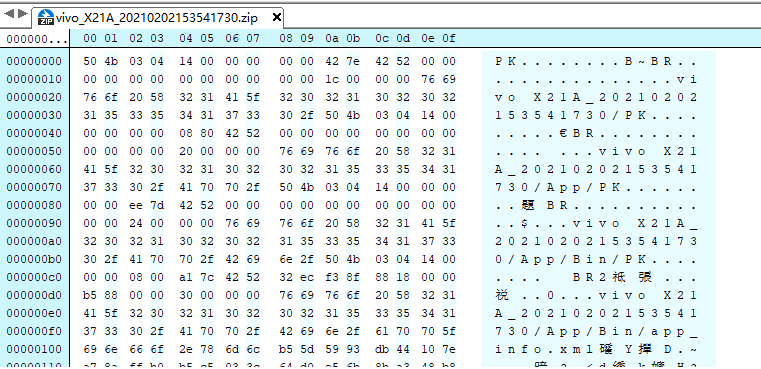 vivo_X21A_20210202153541730.zip
000000... 00 01 02 03 04 05 06 07 08 09 0a 0b 0c 0d 0e 0f
00000000 50 4b 03 04 14 00 00 00 00 00 42 7e 42 52 00 00 PK........B~BR..
00000010 00 00 00 00 00 00 00 00 00 00 1c 00 00 00 76 69 ..............vi
00000020 76 6f 20 58 32 31 41 5f 32 30 32 31 30 32 30 32 vo X21A_20210202
00000030 31 35 33 35 34 31 37 33 30 2f 50 4b 03 04 14 00 153541730/PK....
00000040 00 00 00 00 08 80 42 52 00 00 00 00 00 00 00 00 .....€BR........
00000050 00 00 20 00 00 00 76 69 76 6f 20 58 32 31 .. ...vivo X21
00000060 41 5f 32 30 32 31 30 32 30 32 31 35 33 35 34 31 A_20210202153541
00000070 37 33 30 2f 41 70 70 2f 50 4b 03 04 14 00 00 00 730/App/PK......
00000080 00 00 ee 7d 42 52 00 00 00 00 00 00 00 00 00 00 ..題BR..........
00000090 00 00 24 00 00 00 76 69 76 6f 20 58 32 31 41 5f ..$...vivo X21A_
000000a0 32 30 32 31 30 32 30 32 31 35 33 35 34 31 37 33 2021020215354173
000000b0 30 2f 41 70 70 2f 42 69 6e 2f 50 4b 03 04 14 00 0/App/Bin/PK....
000000c0 00 00 08 00 a1 7c 42 52 32 ec f3 8f 88 18 00 00 .... BR2祗張...
000000d0 b5 88 00 00 30 00 00 00 76 69 76 6f 20 58 32 31 ..0...vivo X21
000000e0 41 5f 32 30 32 31 30 32 30 32 31 35 33 35 34 31 A_20210202153541
000000f0 37 33 30 2f 41 70 70 2f 42 69 6e 2f 61 70 70 5f 730/App/Bin/app_
00000100 69 6e 66 6f 2e 78 6d 6c b5 5d 59 93 db 44 10 7e info.xml Y D.~